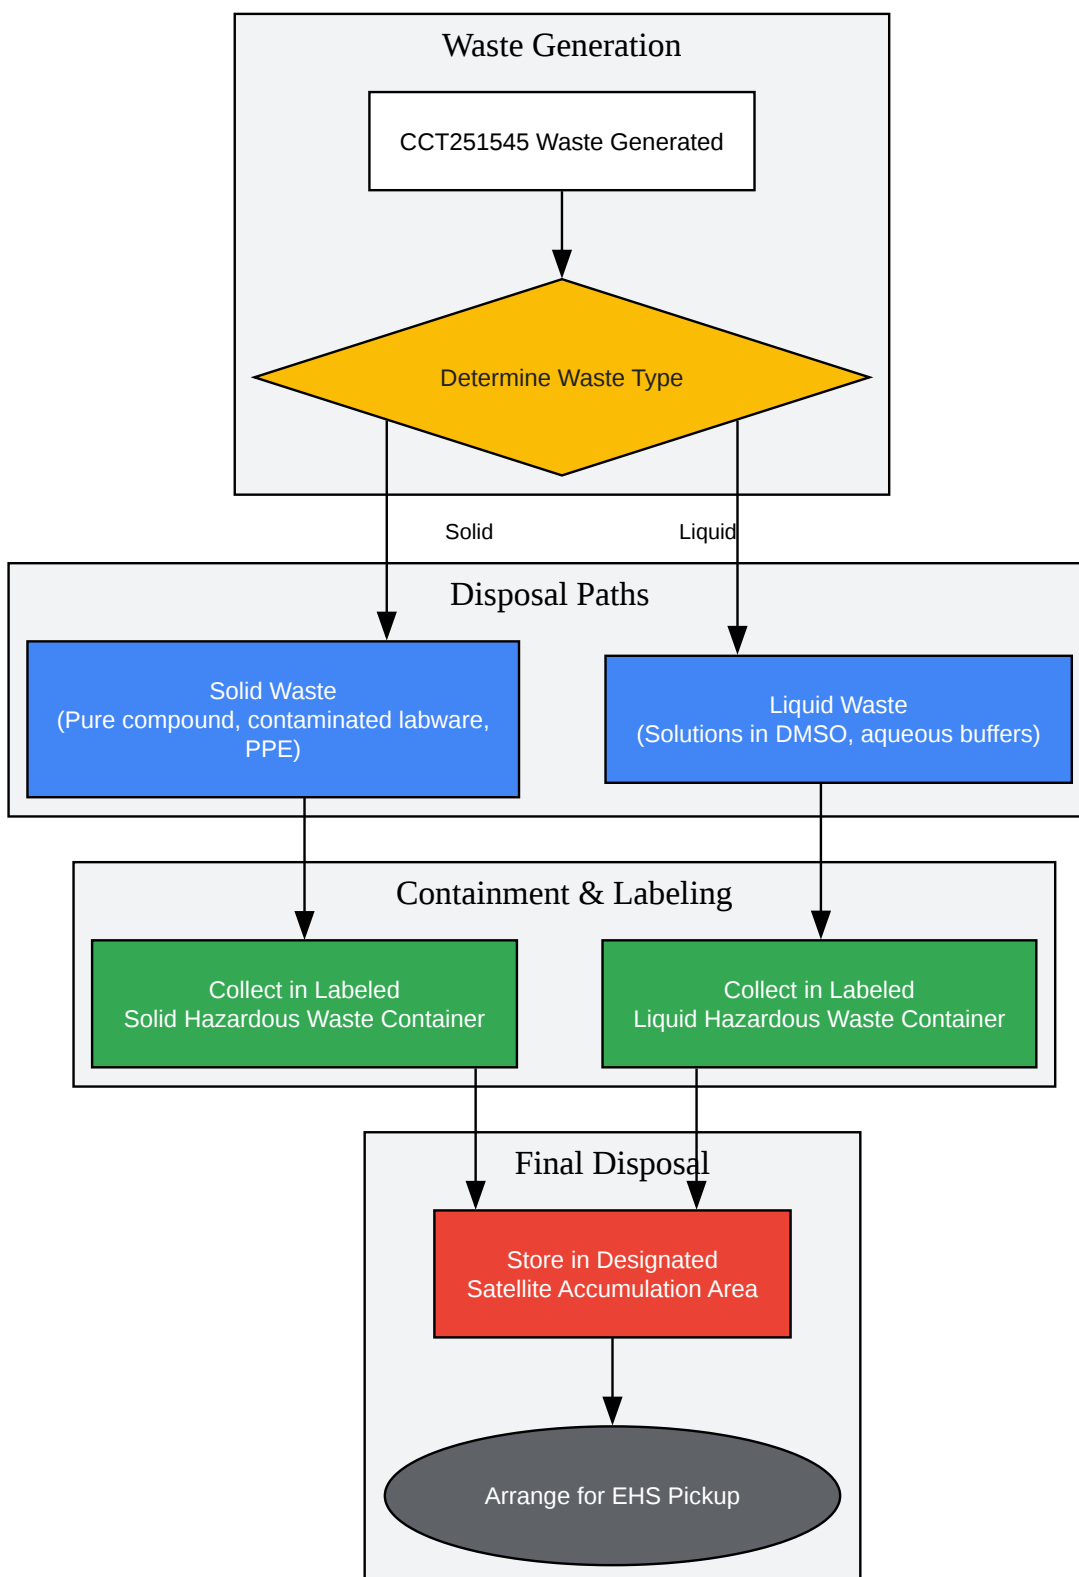 Waste Generation
CCT251545 Waste Generated
Determine Waste Type
Solid
Liquid
Disposal Paths
Solid Waste
(Pure compound, contaminated labware,
PPE)
Liquid Waste
(Solutions in DMSO, aqueous buffers)
Containment & Labeling
Collect in Labeled
Solid Hazardous Waste Container
Collect in Labeled
Liquid Hazardous Waste Container
Final Disposal
Store in Designated
Satellite Accumulation Area
Arrange for EHS Pickup